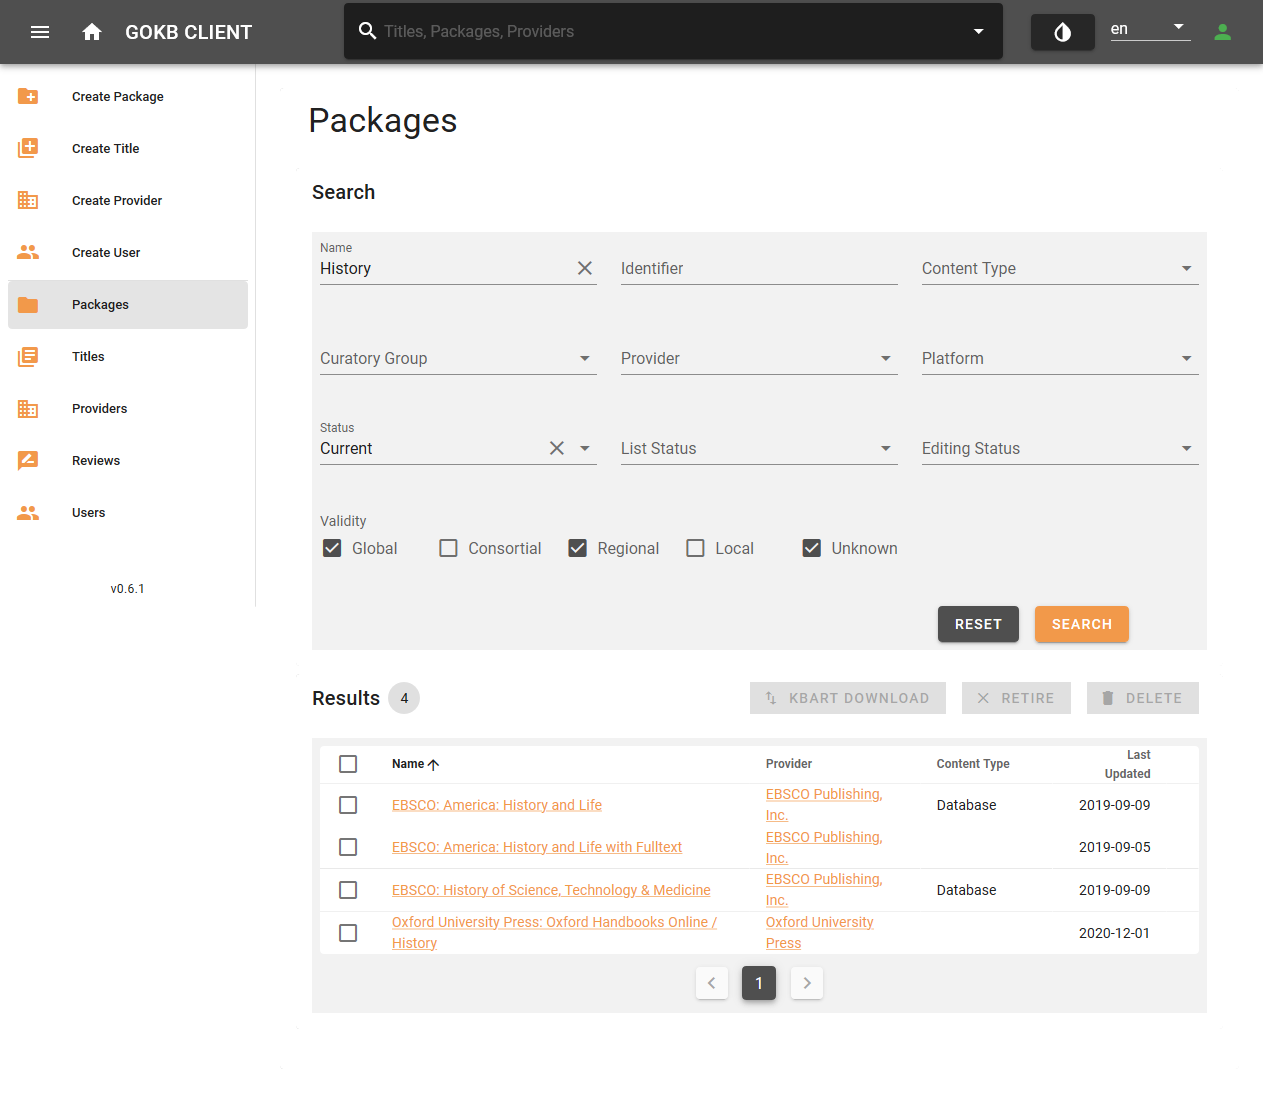 GOKB CLIENT
Titles, Packages, Providers
en
Create Package
Create Title
Create Provider
Create User
Packages
Titles
Providers
Reviews
Users
v0.6.1
Packages
Search
Name
History
Identifier
Content Type
Curatory Group
Provider
Platform
Status
Current
List Status
Editing Status
Validity
Global
Consortial
Regional
Local
Unknown
RESET
SEARCH
Results 4
KBART DOWNLOAD
RETIRE
DELETE
Name
Provider
Content Type
Last
Updated
EBSCO: America: History and Life
EBSCO Publishing,
Inc.
Database
2019-09-09
EBSCO: America: History and Life with Fulltext
EBSCO Publishing,
Inc.
2019-09-05
EBSCO: History of Science, Technology & Medicine
EBSCO Publishing,
Inc.
Database
2019-09-09
Oxford University Press: Oxford Handbooks Online /
History
Oxford University
Press
2020-12-01
1